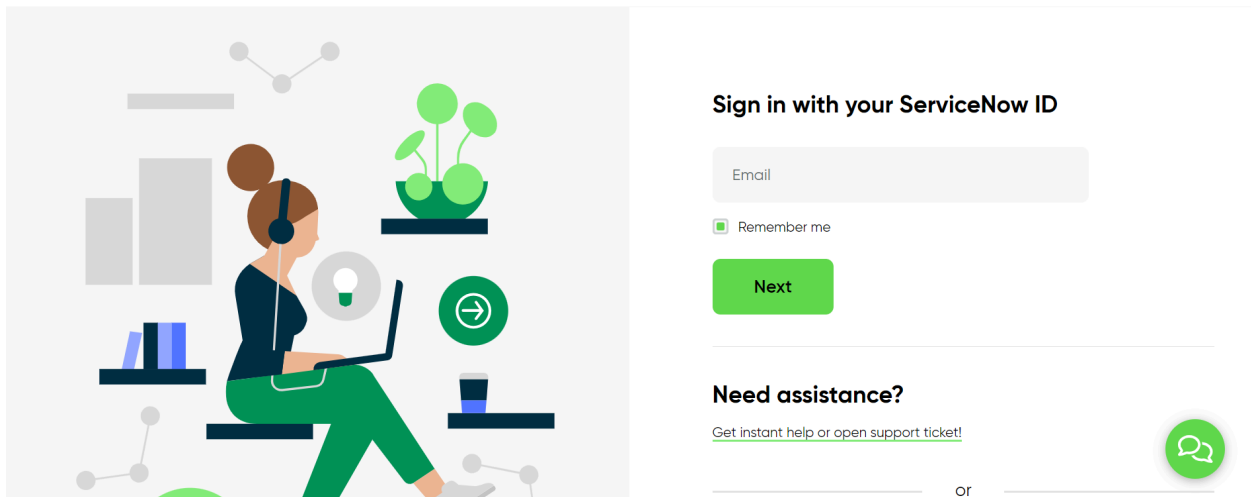 Sign in with your ServiceNow ID
Email
Remember me
Next
Need assistance?
Get instant help or open support ticket!
or